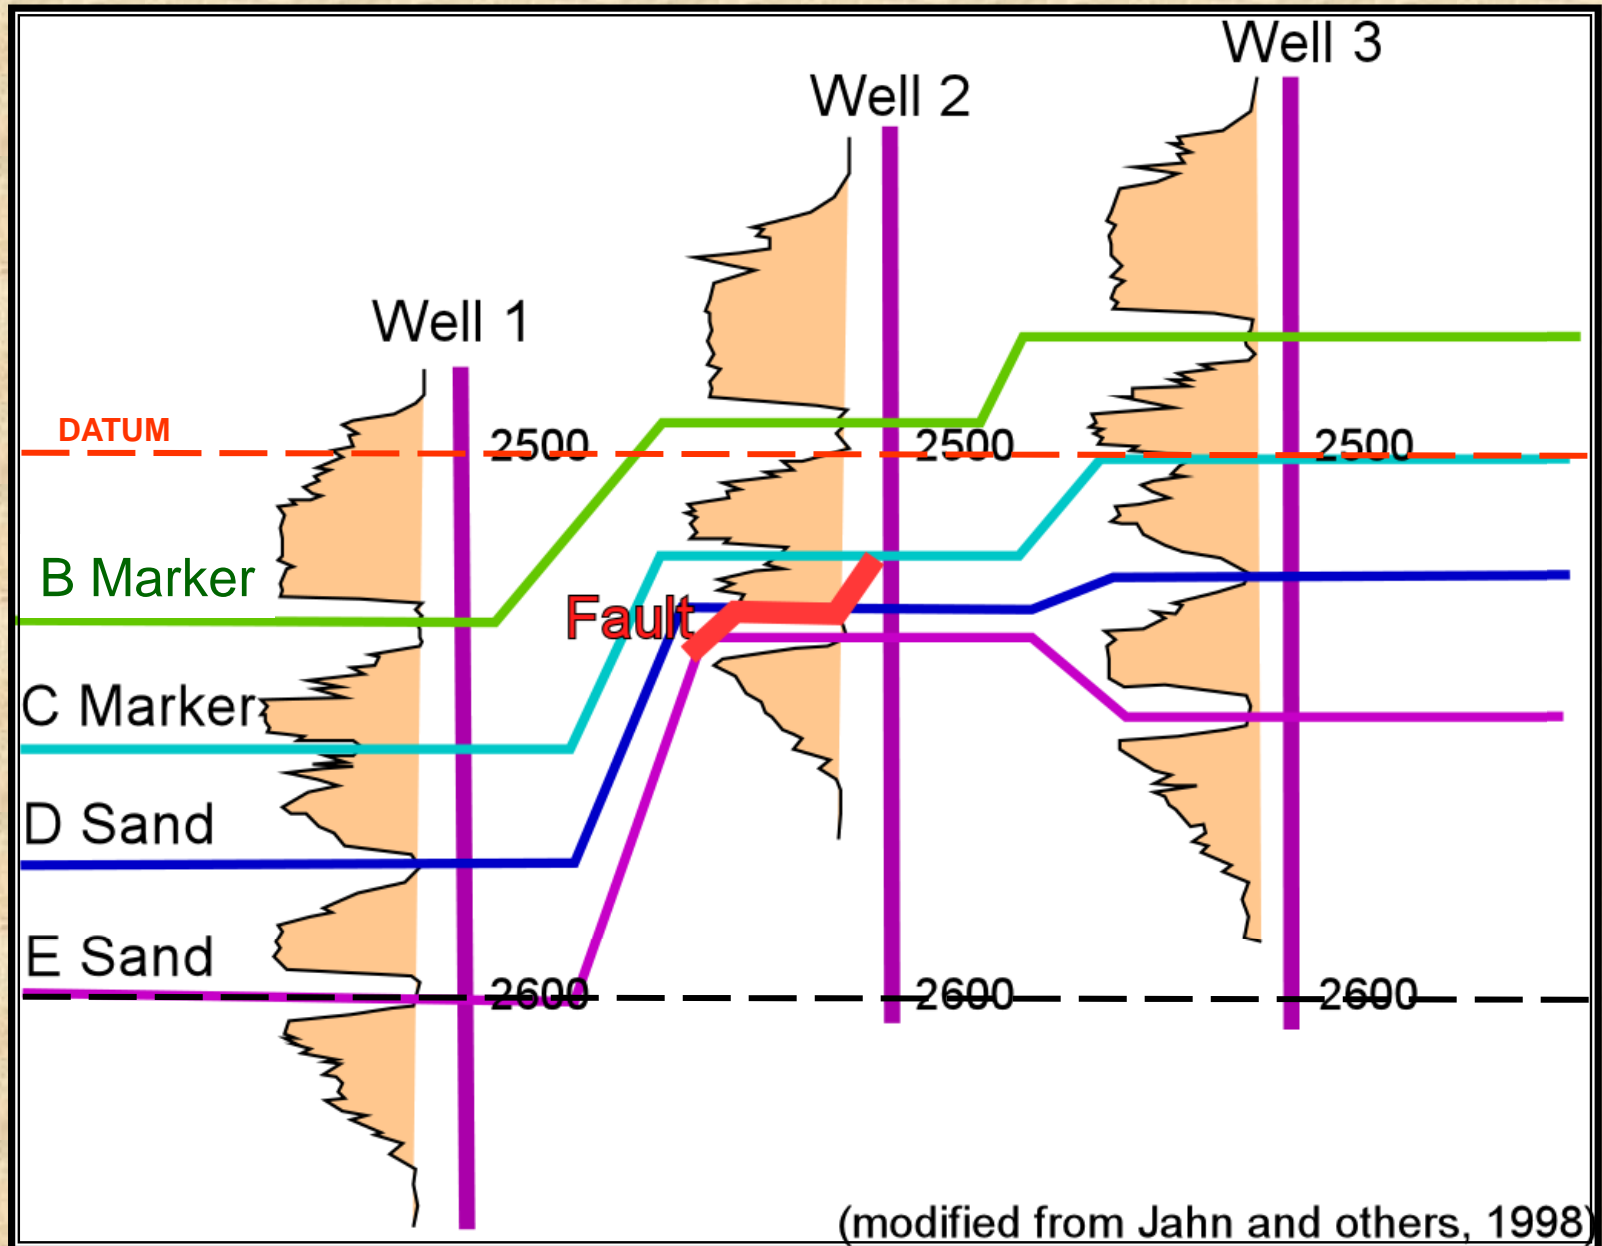 Well 3
Well 2
Well 1
DATUM
2500
2500
2500
B Marker
Fault
C Marker
D Sand
E Sand
2600
2600
2600
(modified from Jahn and others, 1998)